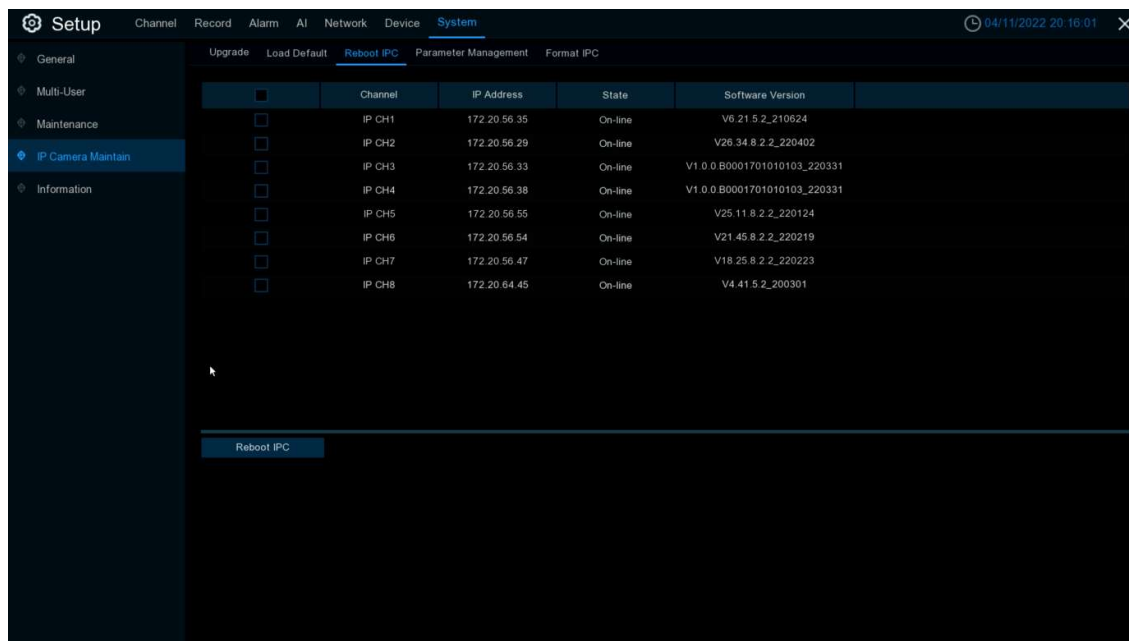 Setup Channel Record Alarm AI Network Device System 04/11/2022 20:16:01
General
Multi-User
Maintenance
IP Camera Maintain
Information
Upgrade Load Default Reboot IPC Parameter Management Format IPC
Channel IP Address State Software Version
IP CH1 172.20.56.35 On-line V6.21.5.2_210624
IP CH2 172.20.56.29 On-line V26.34.8.2.2_220402
IP CH3 172.20.56.33 On-line V1.0.0.B0001701010103_220331
IP CH4 172.20.56.38 On-line V1.0.0.B0001701010103_220331
IP CH5 172.20.56.55 On-line V25.11.8.2.2_220124
IP CH6 172.20.56.54 On-line V21.45.8.2.2_220219
IP CH7 172.20.56.47 On-line V18.25.8.2.2_220223
IP CH8 172.20.64.45 On-line V4.41.5.2_200301
Reboot IPC